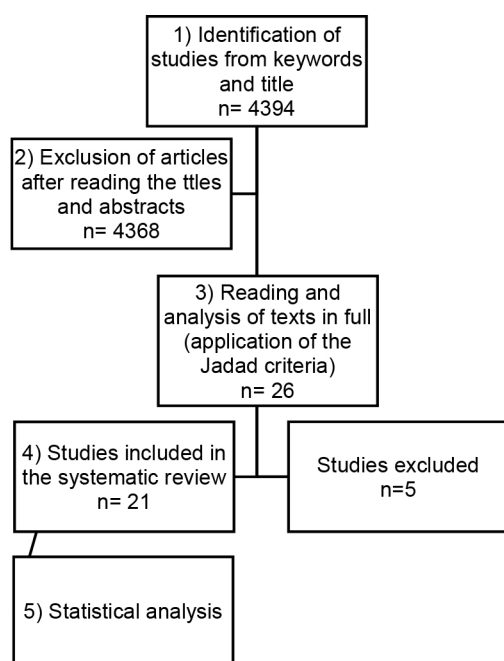 1) Identification of
studies from keywords
and title
n= 4394
2) Exclusion of articles
after reading the ttles
and abstracts
n= 4368
3) Reading and
analysis of texts in full
(application of the
Jadad criteria)
n= 26
4) Studies included in
the systematic review
n= 21
Studies excluded
n=5
5) Statistical analysis